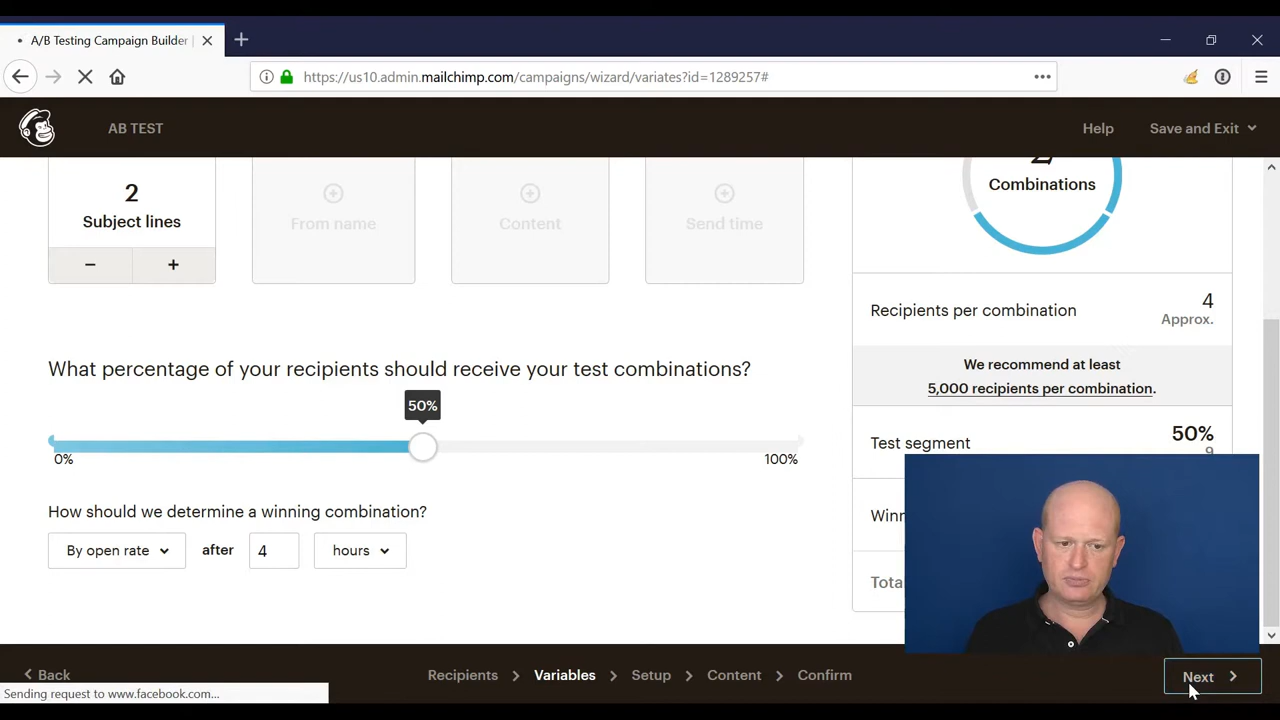 A/B Testing Campaign Builder
https://us10.admin.mailchimp.com/campaigns/wizard/variates?id=1289257#
AB TEST
Help
Save and Exit
2
Subject lines
From name
Content
Send time
− +
2
Combinations
Recipients per combination
4
Approx.
We recommend at least
5,000 recipients per combination.
What percentage of your recipients should receive your test combinations?
50%
0%
100%
Test segment
50%
9
How should we determine a winning combination?
By open rate
after
4
hours
Back
Recipients
Variables
Setup
Content
Confirm
Next
Sending request to www.facebook.com...